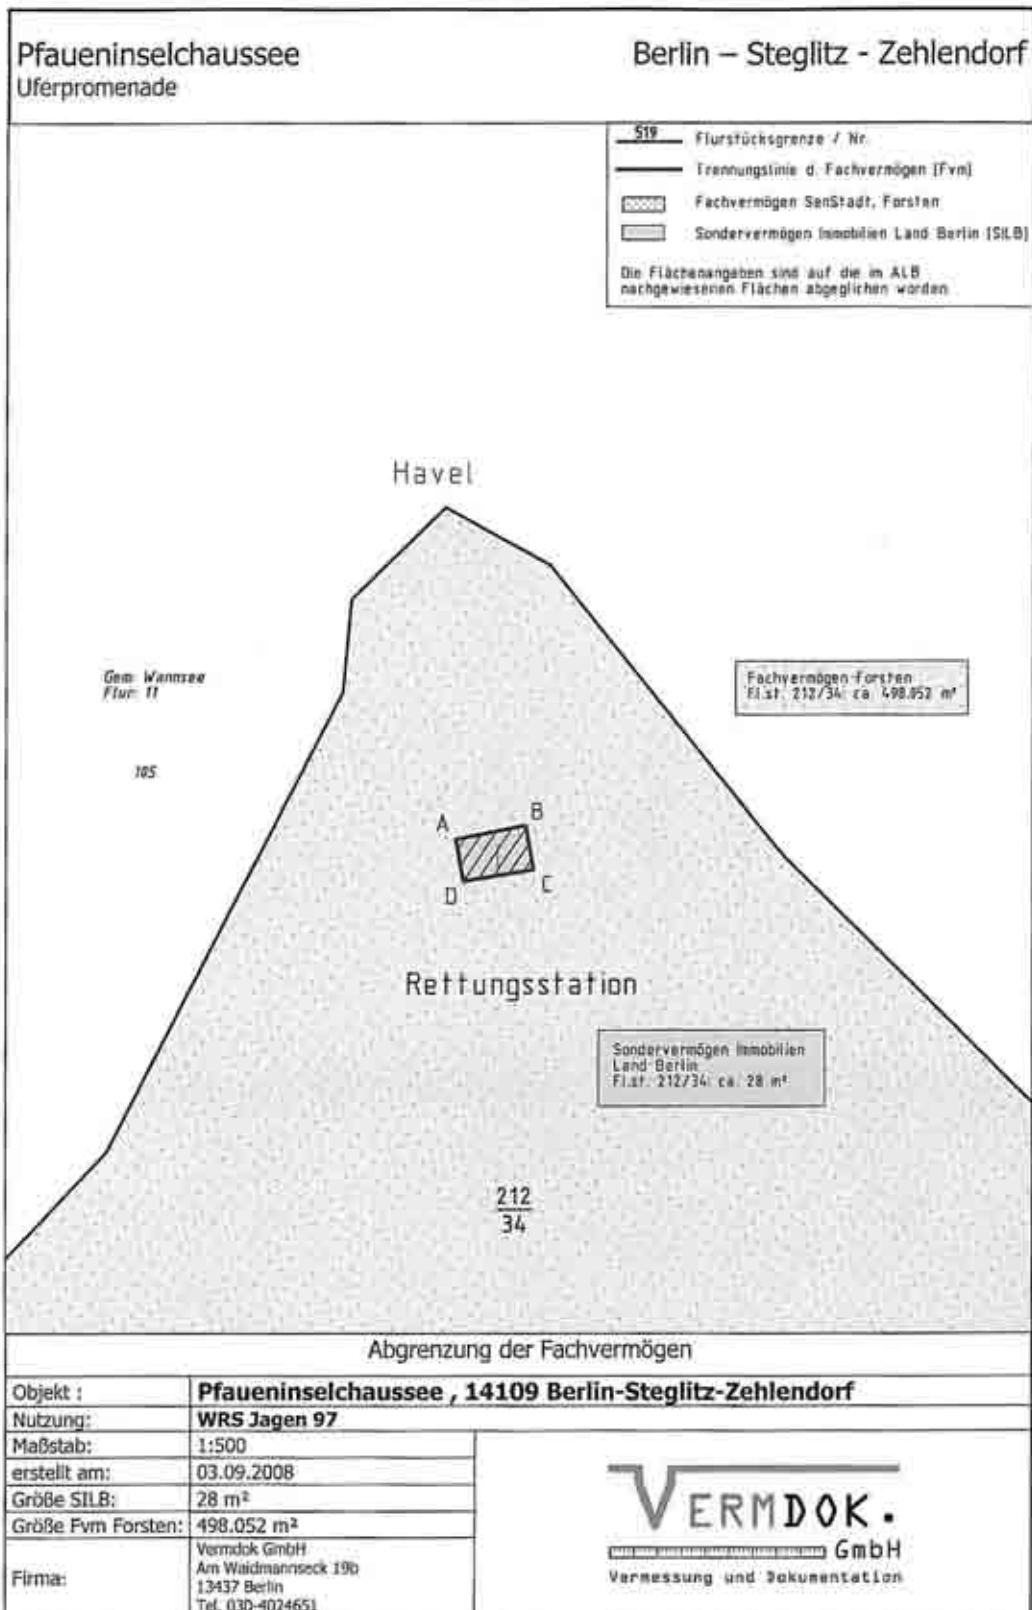 Pfaueninselchaussee
Uferpromenade
Berlin – Steglitz - Zehlendorf
519 Flurstücksgrenze / Nr.
Trennungslinie d. Fachvermögen (Fvm)
Fachvermögen SenStadt, Forsten
Sondervermögen Immobilien Land Berlin (SILB)
Die Flächenangaben sind auf die im ALB
nachgewiesenen Flächen abgeglichen worden
Havel
Gem. Wannsee
Flur: 11
105
Fachvermögen Forsten
Fl.st. 212/34: ca. 498.052 m²
A
B
C
D
Rettungsstation
Sondervermögen Immobilien
Land Berlin
Fl.st. 212/34: ca. 28 m²
212
34
Abgrenzung der Fachvermögen
Objekt : Pfaueninselchaussee , 14109 Berlin-Steglitz-Zehlendorf
Nutzung: WRS Jagen 97
Maßstab: 1:500
erstellt am: 03.09.2008
Größe SILB: 28 m²
Größe Fvm Forsten: 498.052 m²
Firma:
Vermdok GmbH
Am Waidmannseck 19b
13437 Berlin
Tel. 030-4024651
VERMDOK.
GmbH
Vermessung und Dokumentation